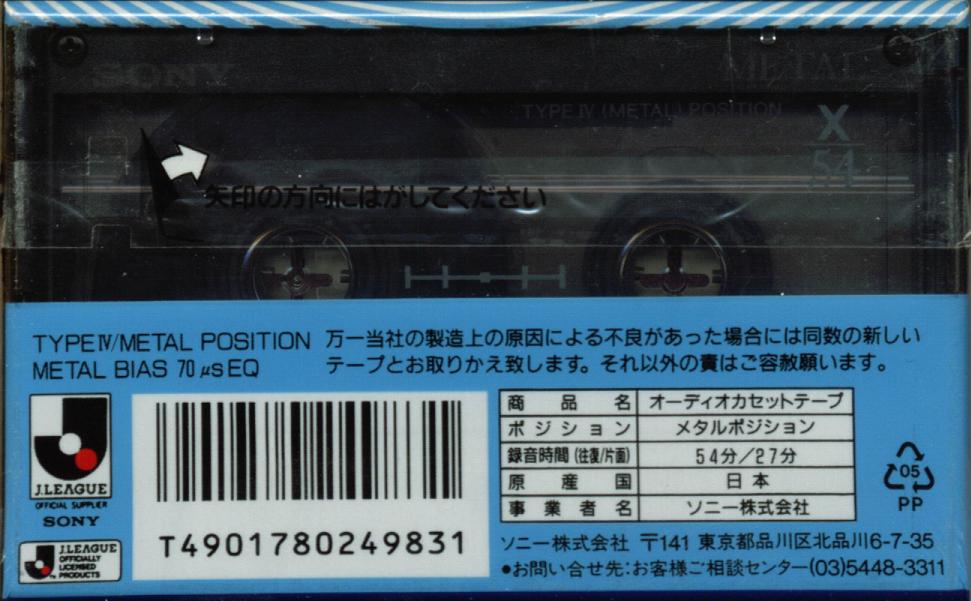 SONY
METAL
TYPE IV (METAL) POSITION
X
54
矢印の方向にはがしてください
TYPE IV/METAL POSITION
METAL BIAS 70 μs EQ
万一当社の製造上の原因による不良があった場合には同数の新しい
テープとお取りかえ致します。それ以外の責はご容赦願います。
J.LEAGUE
OFFICIAL SUPPLIER
SONY
J.LEAGUE
OFFICIALLY
LICENSED
PRODUCTS
T4901780249831
商品名 オーディオカセットテープ
ポジション メタルポジション
録音時間(往復/片面) 54分/27分
原産国 日本
事業者名 ソニー株式会社
05
PP
ソニー株式会社 〒141 東京都品川区北品川6-7-35
●お問い合せ先:お客様ご相談センター(03)5448-3311